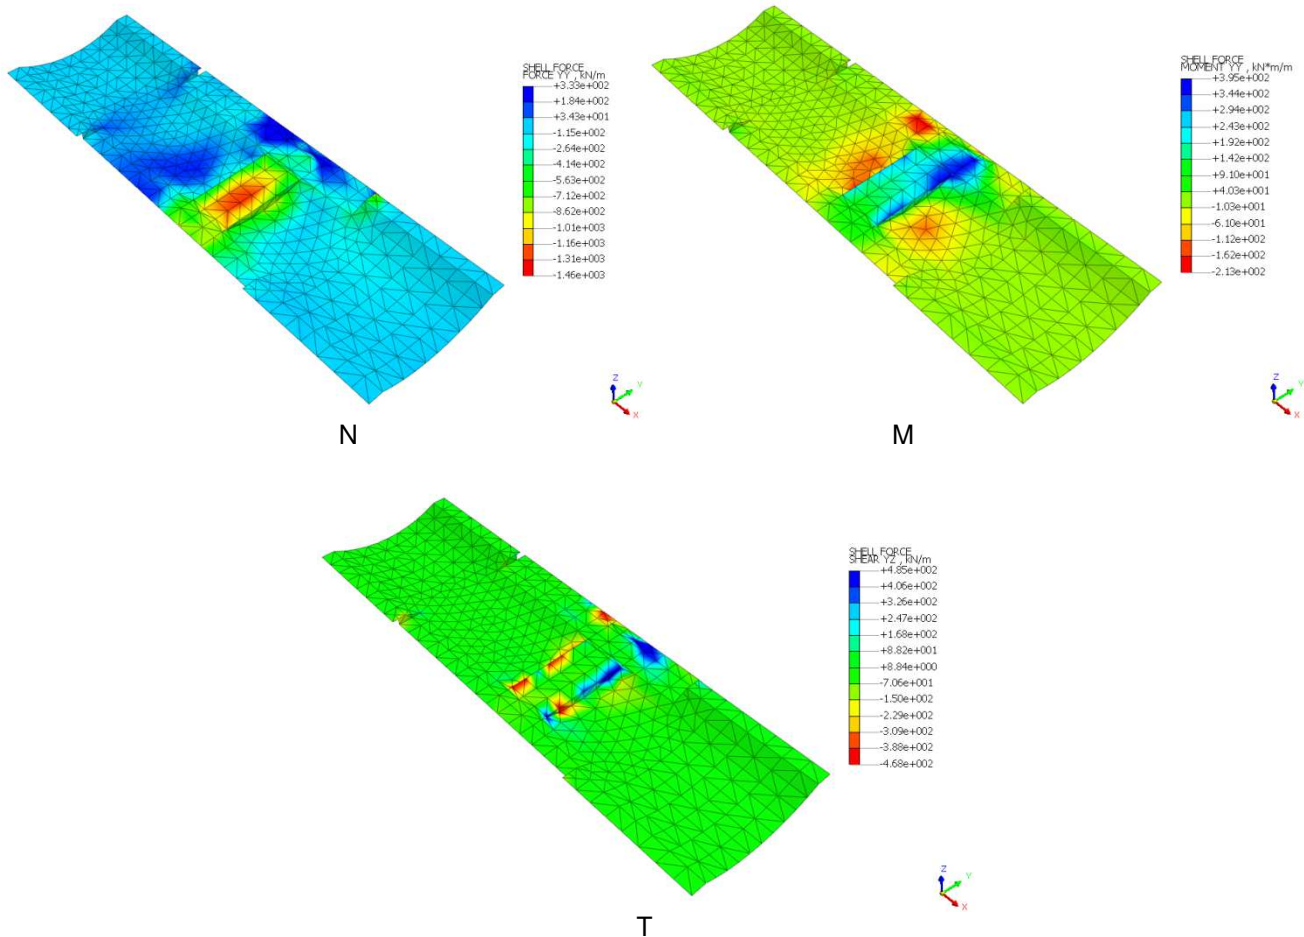 SHELL FORCE
FORCE YY , kN/m
+3.33e+002
+1.84e+002
+3.43e+001
-1.15e+002
-2.64e+002
-4.14e+002
-5.63e+002
-7.12e+002
-8.62e+002
-1.01e+003
-1.16e+003
-1.31e+003
-1.46e+003
Z
Y
X
N
SHELL FORCE
MOMENT YY , kN*m/m
+3.95e+002
+3.44e+002
+2.94e+002
+2.43e+002
+1.92e+002
+1.42e+002
+9.10e+001
+4.03e+001
-1.03e+001
-6.10e+001
-1.12e+002
-1.62e+002
-2.13e+002
Z
Y
X
M
SHELL FORCE
SHEAR YZ , kN/m
+4.85e+002
+4.06e+002
+3.26e+002
+2.47e+002
+1.68e+002
+8.82e+001
+8.84e+000
-7.06e+001
-1.50e+002
-2.29e+002
-3.09e+002
-3.88e+002
-4.68e+002
Z
Y
X
T